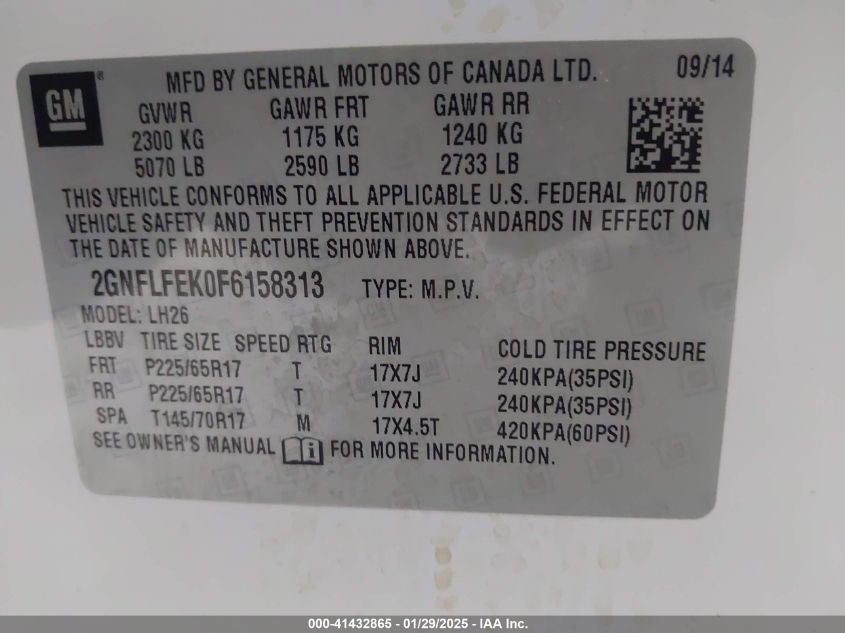 GM ® MFD BY GENERAL MOTORS OF CANADA LTD. 09/14
GVWR GAWR FRT GAWR RR
2300 KG 1175 KG 1240 KG
5070 LB 2590 LB 2733 LB
THIS VEHICLE CONFORMS TO ALL APPLICABLE U.S. FEDERAL MOTOR
VEHICLE SAFETY AND THEFT PREVENTION STANDARDS IN EFFECT ON
THE DATE OF MANUFACTURE SHOWN ABOVE.
2GNFLFEK0F6158313 TYPE: M.P.V.
MODEL: LH26
LBBV TIRE SIZE SPEED RTG RIM COLD TIRE PRESSURE
FRT P225/65R17 T 17X7J 240KPA(35PSI)
RR P225/65R17 T 17X7J 240KPA(35PSI)
SPA T145/70R17 M 17X4.5T 420KPA(60PSI)
SEE OWNER'S MANUAL i FOR MORE INFORMATION.
000-41432865 - 01/29/2025 - IAA Inc.